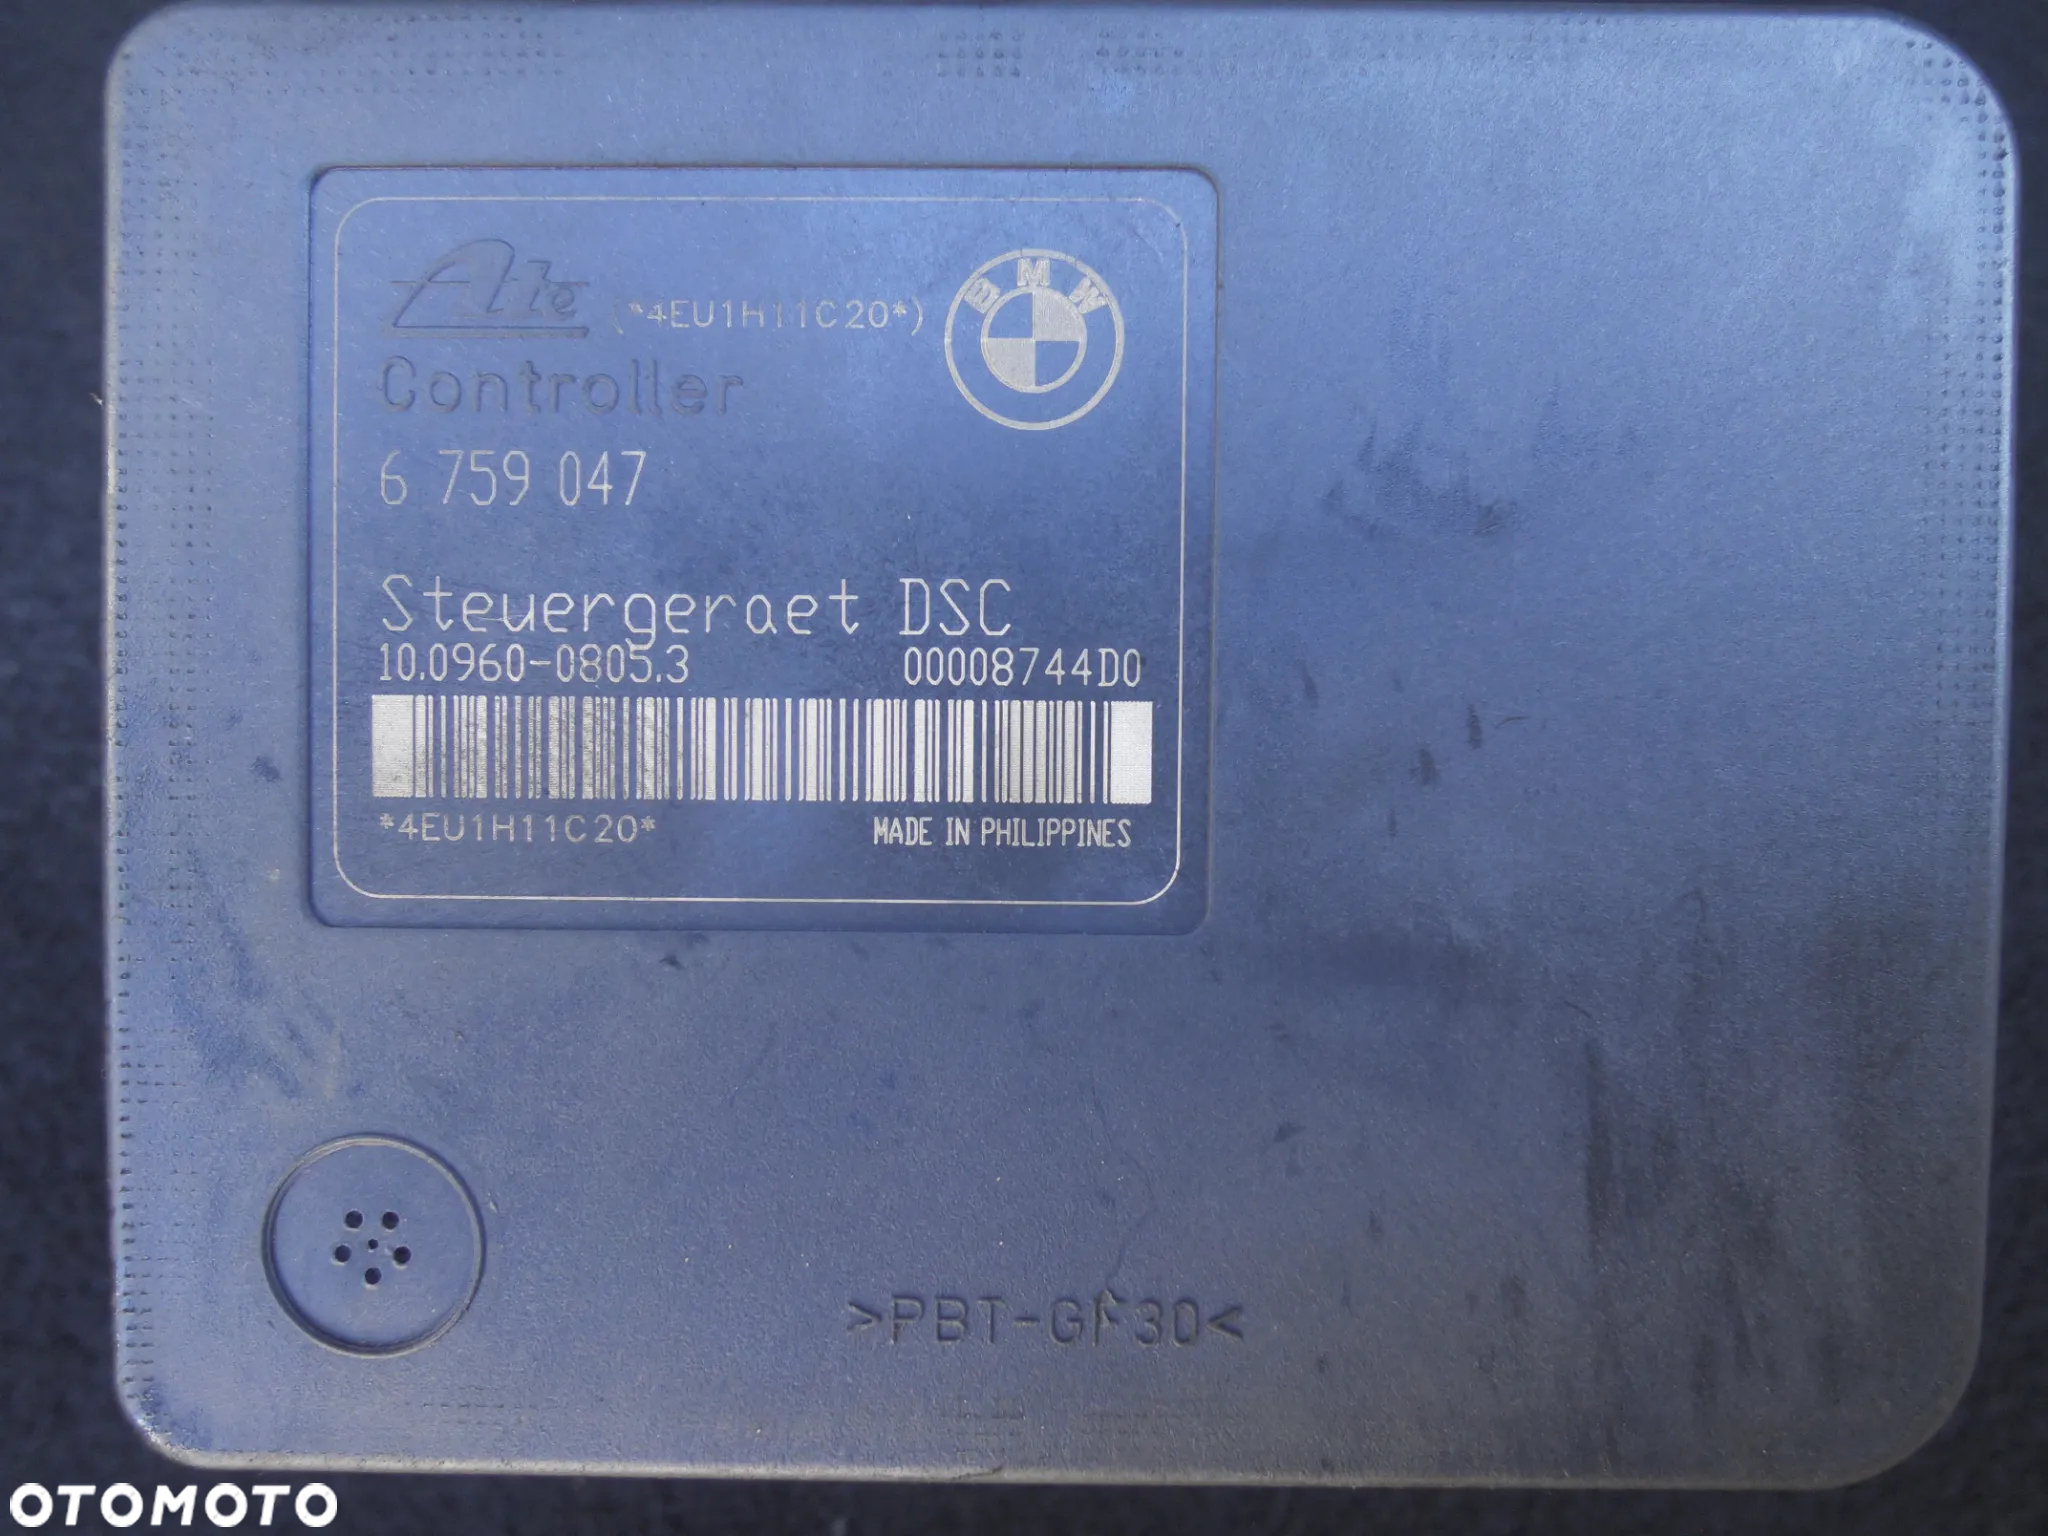 Ate (*4EU1H11C20*)
BMW
Controller
6 759 047
Steuergeraet DSC
10.0960-0805.3 00008744D0
*4EU1H11C20* MADE IN PHILIPPINES
>PBT-GF30<
OTOMOTO